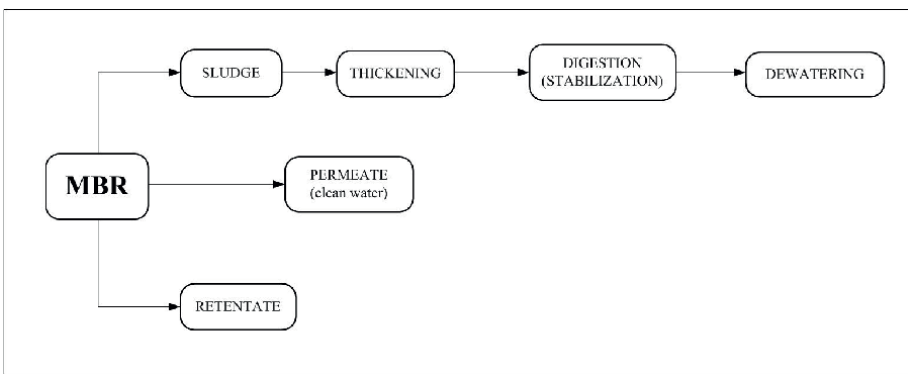 SLUDGE
THICKENING
DIGESTION
(STABILIZATION)
DEWATERING
MBR
PERMEATE
(clean water)
RETENTATE